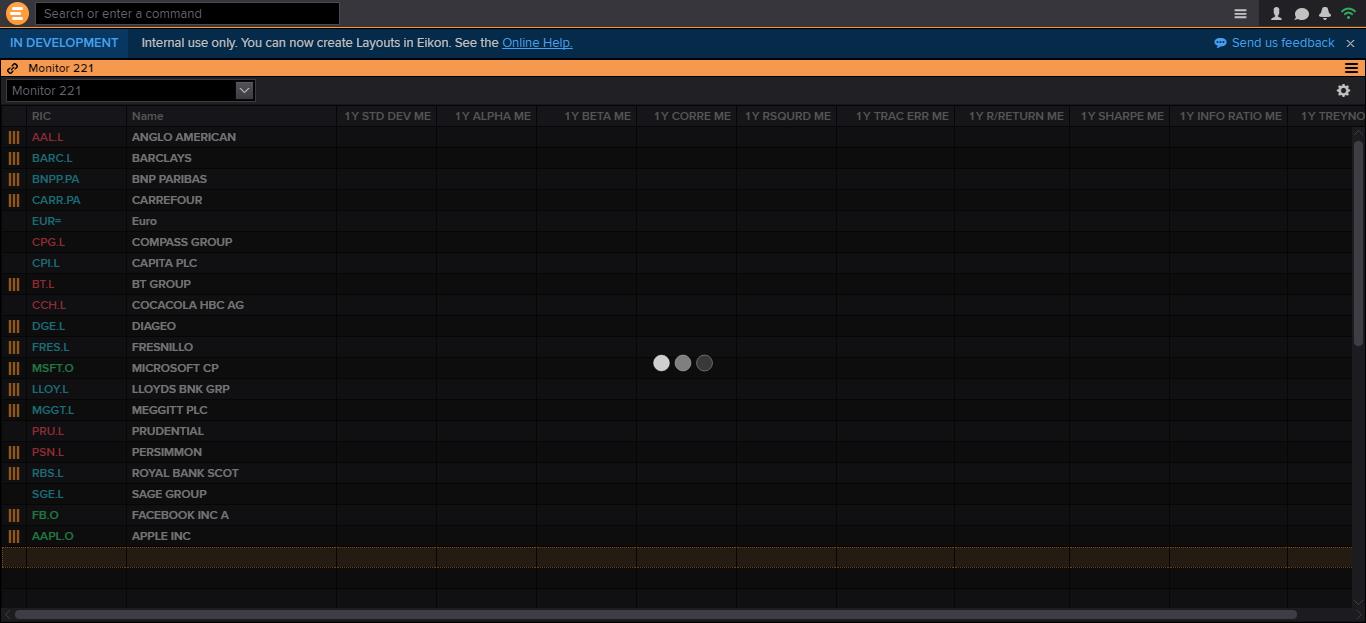 Search or enter a command
IN DEVELOPMENT Internal use only. You can now create Layouts in Eikon. See the Online Help. Send us feedback
Monitor 221
Monitor 221
RIC Name 1Y STD DEV ME 1Y ALPHA ME 1Y BETA ME 1Y CORRE ME 1Y RSQURD ME 1Y TRAC ERR ME 1Y R/RETURN ME 1Y SHARPE ME 1Y INFO RATIO ME 1Y TREYNO
AAL.L ANGLO AMERICAN
BARC.L BARCLAYS
BNPP.PA BNP PARIBAS
CARR.PA CARREFOUR
EUR= Euro
CPG.L COMPASS GROUP
CPI.L CAPITA PLC
BT.L BT GROUP
CCH.L COCACOLA HBC AG
DGE.L DIAGEO
FRES.L FRESNILLO
MSFT.O MICROSOFT CP
LLOY.L LLOYDS BNK GRP
MGGT.L MEGGITT PLC
PRU.L PRUDENTIAL
PSN.L PERSIMMON
RBS.L ROYAL BANK SCOT
SGE.L SAGE GROUP
FB.O FACEBOOK INC A
AAPL.O APPLE INC